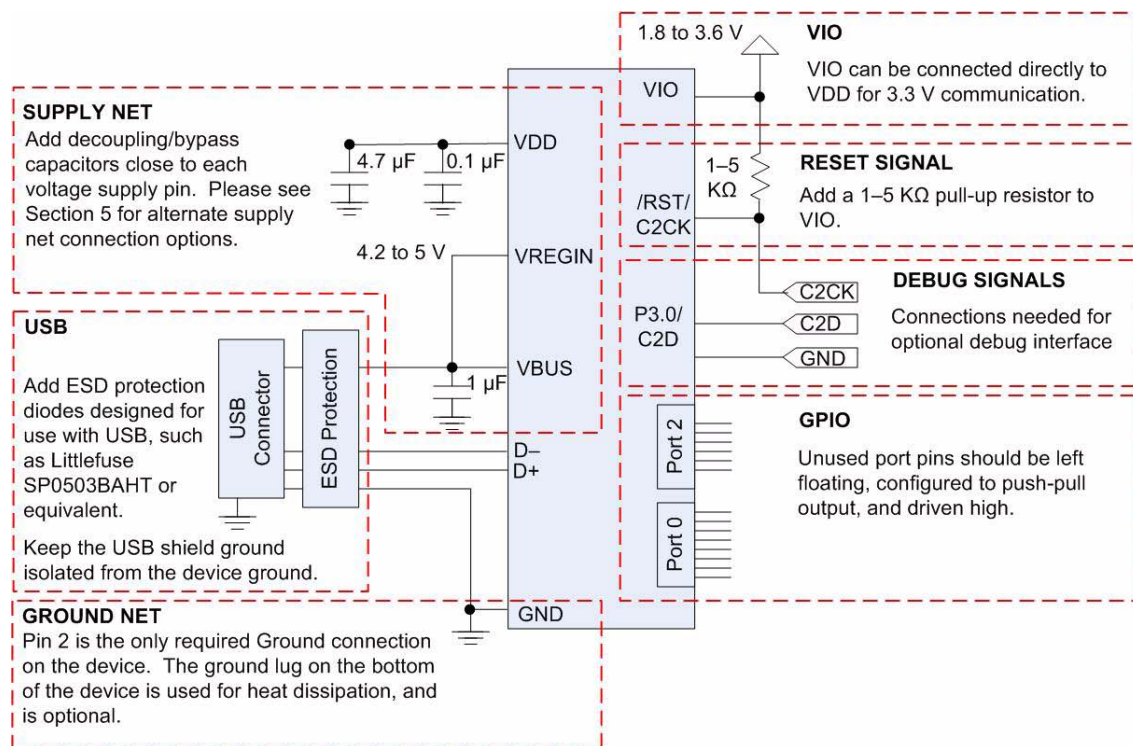 SUPPLY NET
Add decoupling/bypass
capacitors close to each
voltage supply pin.  Please see
Section 5 for alternate supply
net connection options.
4.7 µF
0.1 µF
4.2 to 5 V
USB
Add ESD protection
diodes designed for
use with USB, such
as Littlefuse
SP0503BAHT or
equivalent.
Keep the USB shield ground
isolated from the device ground.
USB
Connector
ESD Protection
1 µF
GROUND NET
Pin 2 is the only required Ground connection
on the device.  The ground lug on the bottom
of the device is used for heat dissipation, and
is optional.
VDD
VREGIN
VBUS
D–
D+
GND
VIO
/RST/
C2CK
P3.0/
C2D
Port 2
Port 0
1.8 to 3.6 V
VIO
VIO can be connected directly to
VDD for 3.3 V communication.
1–5
KΩ
RESET SIGNAL
Add a 1–5 KΩ pull-up resistor to
VIO.
DEBUG SIGNALS
C2CK
C2D
GND
Connections needed for
optional debug interface
GPIO
Unused port pins should be left
floating, configured to push-pull
output, and driven high.